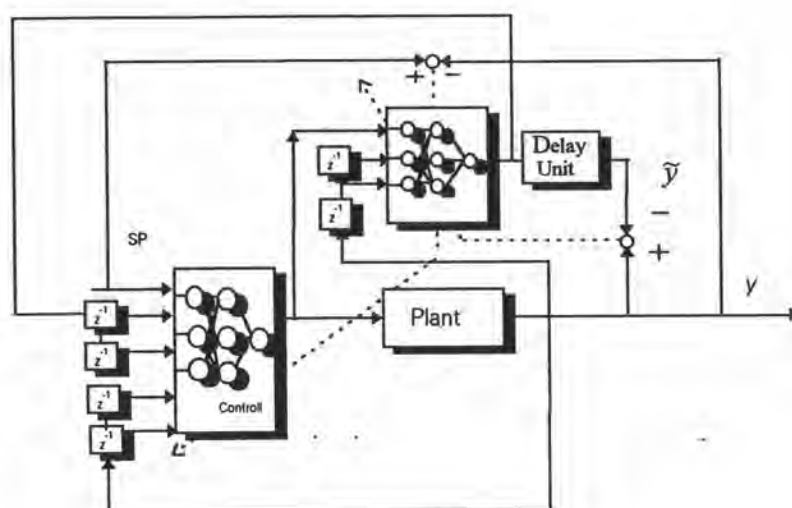 + −
z⁻¹
Delay
Unit
ỹ
z⁻¹
−
SP
+
y
z⁻¹
Plant
z⁻¹
z⁻¹
Controll
z⁻¹